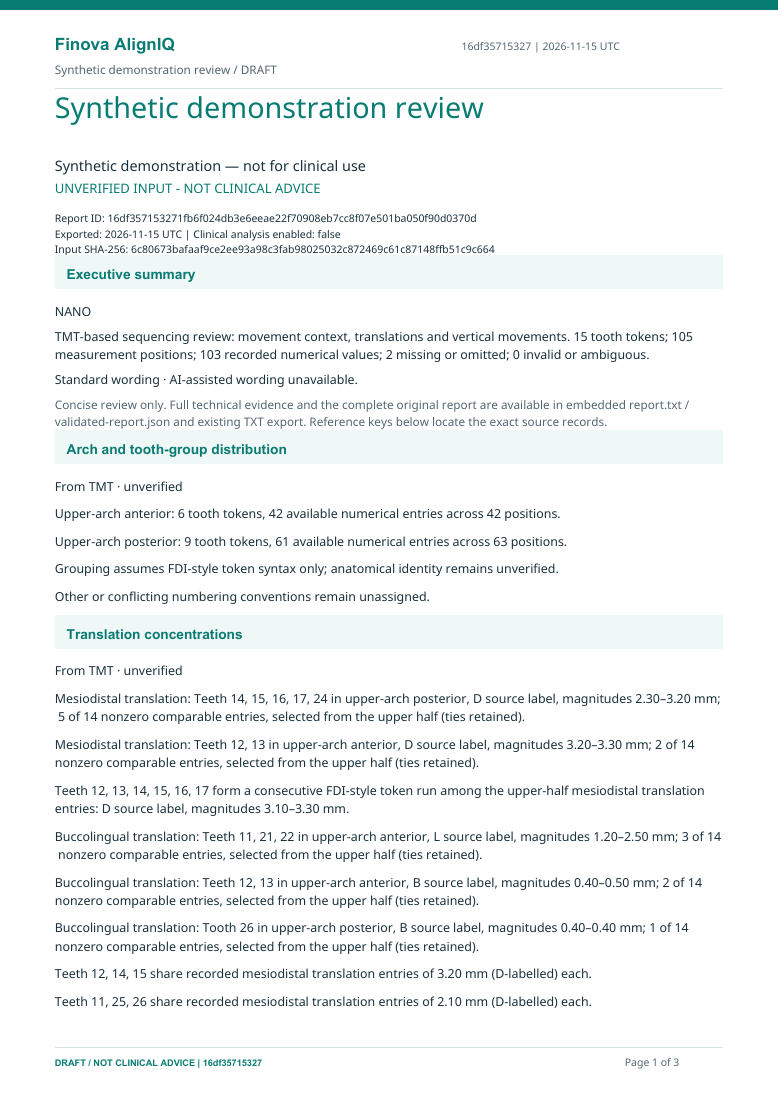 Finova AlignIQ
16df35715327 | 2026-11-15 UTC
Synthetic demonstration review / DRAFT
Synthetic demonstration review
Synthetic demonstration — not for clinical use
UNVERIFIED INPUT - NOT CLINICAL ADVICE
Report ID: 16df357153271fb6f024db3e6eeae22f70908eb7cc8f07e501ba050f90d0370d
Exported: 2026-11-15 UTC | Clinical analysis enabled: false
Input SHA-256: 6c80673bafaaf9ce2ee93a98c3fab98025032c872469c61c87148ffb51c9c664
Executive summary
NANO
TMT-based sequencing review: movement context, translations and vertical movements. 15 tooth tokens; 105
measurement positions; 103 recorded numerical values; 2 missing or omitted; 0 invalid or ambiguous.
Standard wording · AI-assisted wording unavailable.
Concise review only. Full technical evidence and the complete original report are available in embedded report.txt /
validated-report.json and existing TXT export. Reference keys below locate the exact source records.
Arch and tooth-group distribution
From TMT · unverified
Upper-arch anterior: 6 tooth tokens, 42 available numerical entries across 42 positions.
Upper-arch posterior: 9 tooth tokens, 61 available numerical entries across 63 positions.
Grouping assumes FDI-style token syntax only; anatomical identity remains unverified.
Other or conflicting numbering conventions remain unassigned.
Translation concentrations
From TMT · unverified
Mesiodistal translation: Teeth 14, 15, 16, 17, 24 in upper-arch posterior, D source label, magnitudes 2.30–3.20 mm;
5 of 14 nonzero comparable entries, selected from the upper half (ties retained).
Mesiodistal translation: Teeth 12, 13 in upper-arch anterior, D source label, magnitudes 3.20–3.30 mm; 2 of 14
nonzero comparable entries, selected from the upper half (ties retained).
Teeth 12, 13, 14, 15, 16, 17 form a consecutive FDI-style token run among the upper-half mesiodistal translation
entries: D source label, magnitudes 3.10–3.30 mm.
Buccolingual translation: Teeth 11, 21, 22 in upper-arch anterior, L source label, magnitudes 1.20–2.50 mm; 3 of 14
nonzero comparable entries, selected from the upper half (ties retained).
Buccolingual translation: Teeth 12, 13 in upper-arch anterior, B source label, magnitudes 0.40–0.50 mm; 2 of 14
nonzero comparable entries, selected from the upper half (ties retained).
Buccolingual translation: Tooth 26 in upper-arch posterior, B source label, magnitudes 0.40–0.40 mm; 1 of 14
nonzero comparable entries, selected from the upper half (ties retained).
Teeth 12, 14, 15 share recorded mesiodistal translation entries of 3.20 mm (D-labelled) each.
Teeth 11, 25, 26 share recorded mesiodistal translation entries of 2.10 mm (D-labelled) each.
DRAFT / NOT CLINICAL ADVICE | 16df35715327
Page 1 of 3